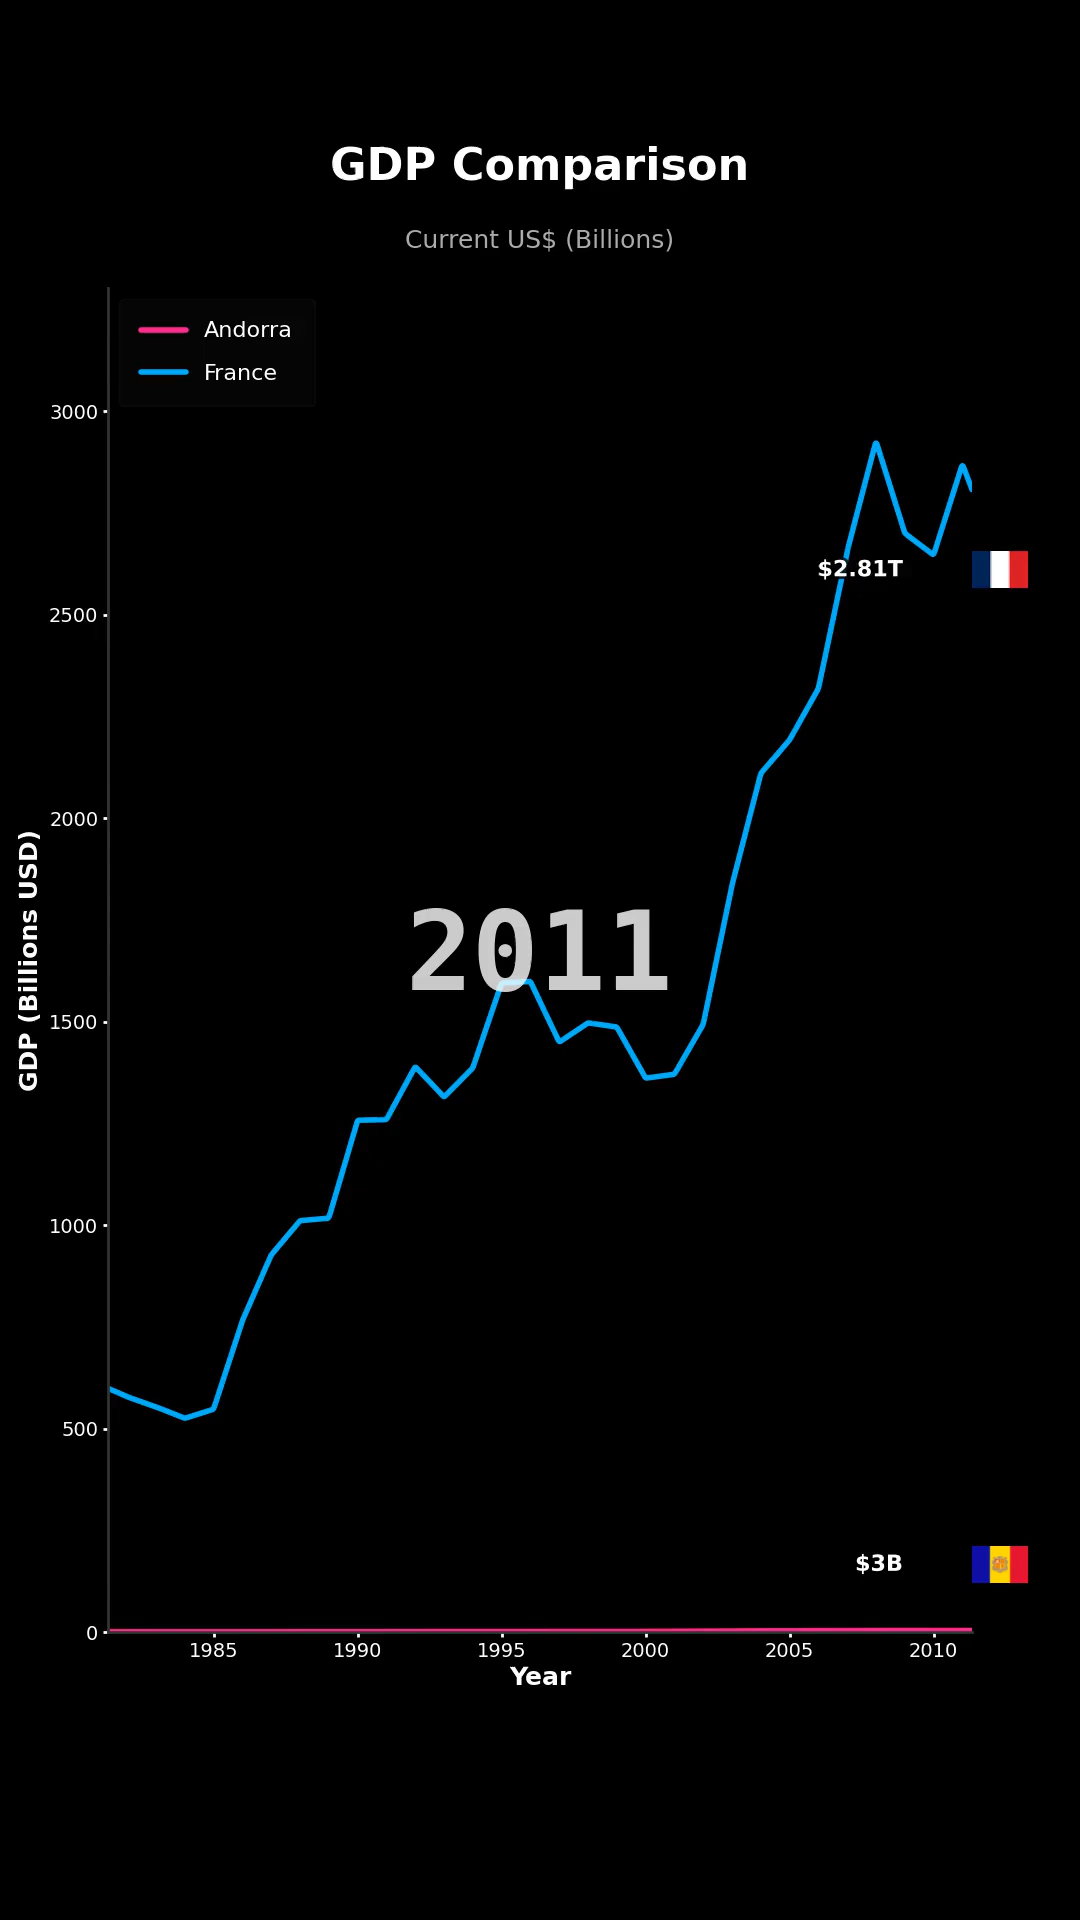 GDP Comparison
Current US$ (Billions)
Andorra
France
3000
$2.81T
2500
2000
GDP (Billions USD)
2011
1500
1000
500
$3B
0
1985 1990 1995 2000 2005 2010
Year